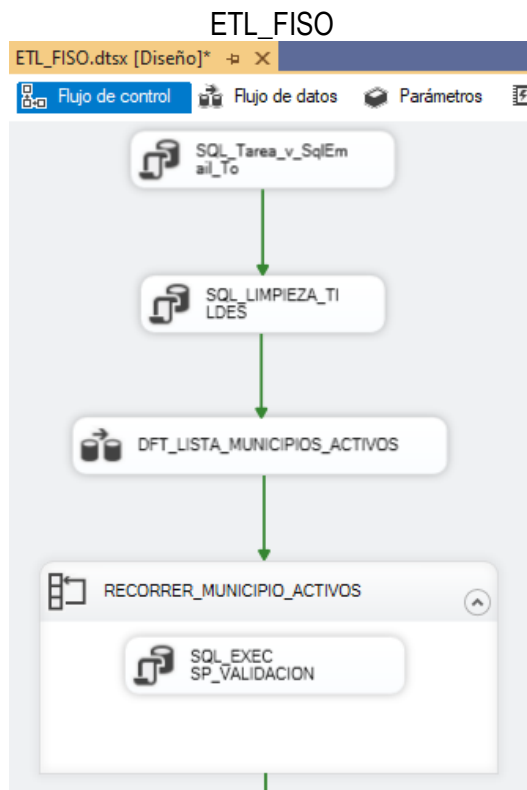 ETL_FISO
ETL_FISO.dtsx [Diseño]*
Flujo de control Flujo de datos Parámetros
SQL_Tarea_v_SqlEm
ail_To
SQL_LIMPIEZA_TI
LDES
DFT_LISTA_MUNICIPIOS_ACTIVOS
RECORRER_MUNICIPIO_ACTIVOS
SQL_EXEC
SP_VALIDACION